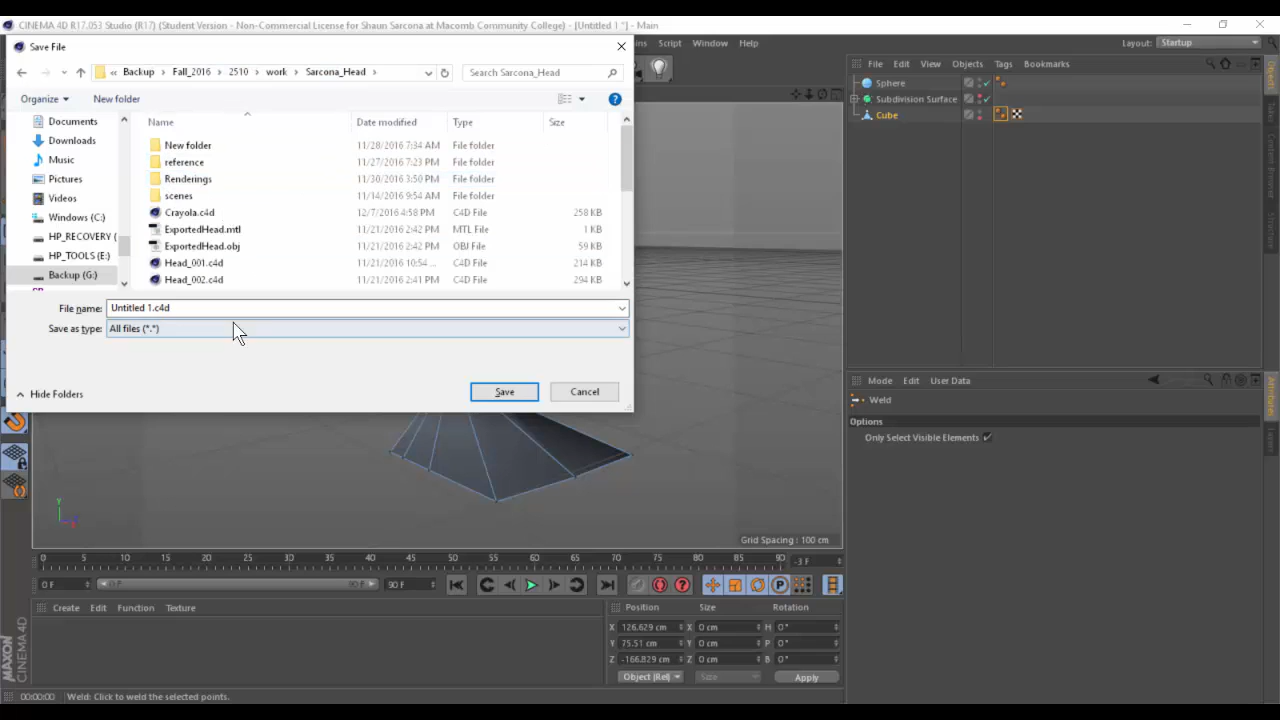 CINEMA 4D R17.053 Studio (R17) (Student Version - Non-Commercial License for Shaun Sarcona at Macomb Community College) - [Untitled 1 *] - Main
Save File
Script Window Help
Layout: Startup
« Backup › Fall_2016 › 2510 › work › Sarcona_Head ›
Search Sarcona_Head
File Edit View Objects Tags Bookmarks
Organize New folder
Sphere
Subdivision Surface
Cube
Name Date modified Type Size
Documents
Downloads
Music
Pictures
Videos
Windows (C:)
HP_RECOVERY (
HP_TOOLS (E:)
Backup (G:)
New folder 11/28/2016 7:34 AM File folder
reference 11/27/2016 7:23 PM File folder
Renderings 11/30/2016 3:50 PM File folder
scenes 11/14/2016 9:54 AM File folder
Crayola.c4d 12/7/2016 4:58 PM C4D File 258 KB
ExportedHead.mtl 11/21/2016 2:42 PM MTL File 1 KB
ExportedHead.obj 11/21/2016 2:42 PM OBJ File 59 KB
Head_001.c4d 11/21/2016 10:54 ... C4D File 214 KB
Head_002.c4d 11/21/2016 2:41 PM C4D File 294 KB
File name: Untitled 1.c4d
Save as type: All files (*.*)
Hide Folders
Save
Cancel
Objects
Takes
Content Browser
Structure
Mode Edit User Data
Weld
Options
Only Select Visible Elements
Attributes
Layers
Y
Grid Spacing : 100 cm
0 5 10 15 20 25 30 35 40 45 50 55 60 65 70 75 80 85 90
-3 F
0 F
90 F
90 F
P
Create Edit Function Texture
Position Size Rotation
X 126.629 cm X 0 cm H 0 °
Y 75.51 cm Y 0 cm P 0 °
Z -166.829 cm Z 0 cm B 0 °
Object (Rel) Size Apply
MAXON
CINEMA 4D
00:00:00 Weld: Click to weld the selected points.